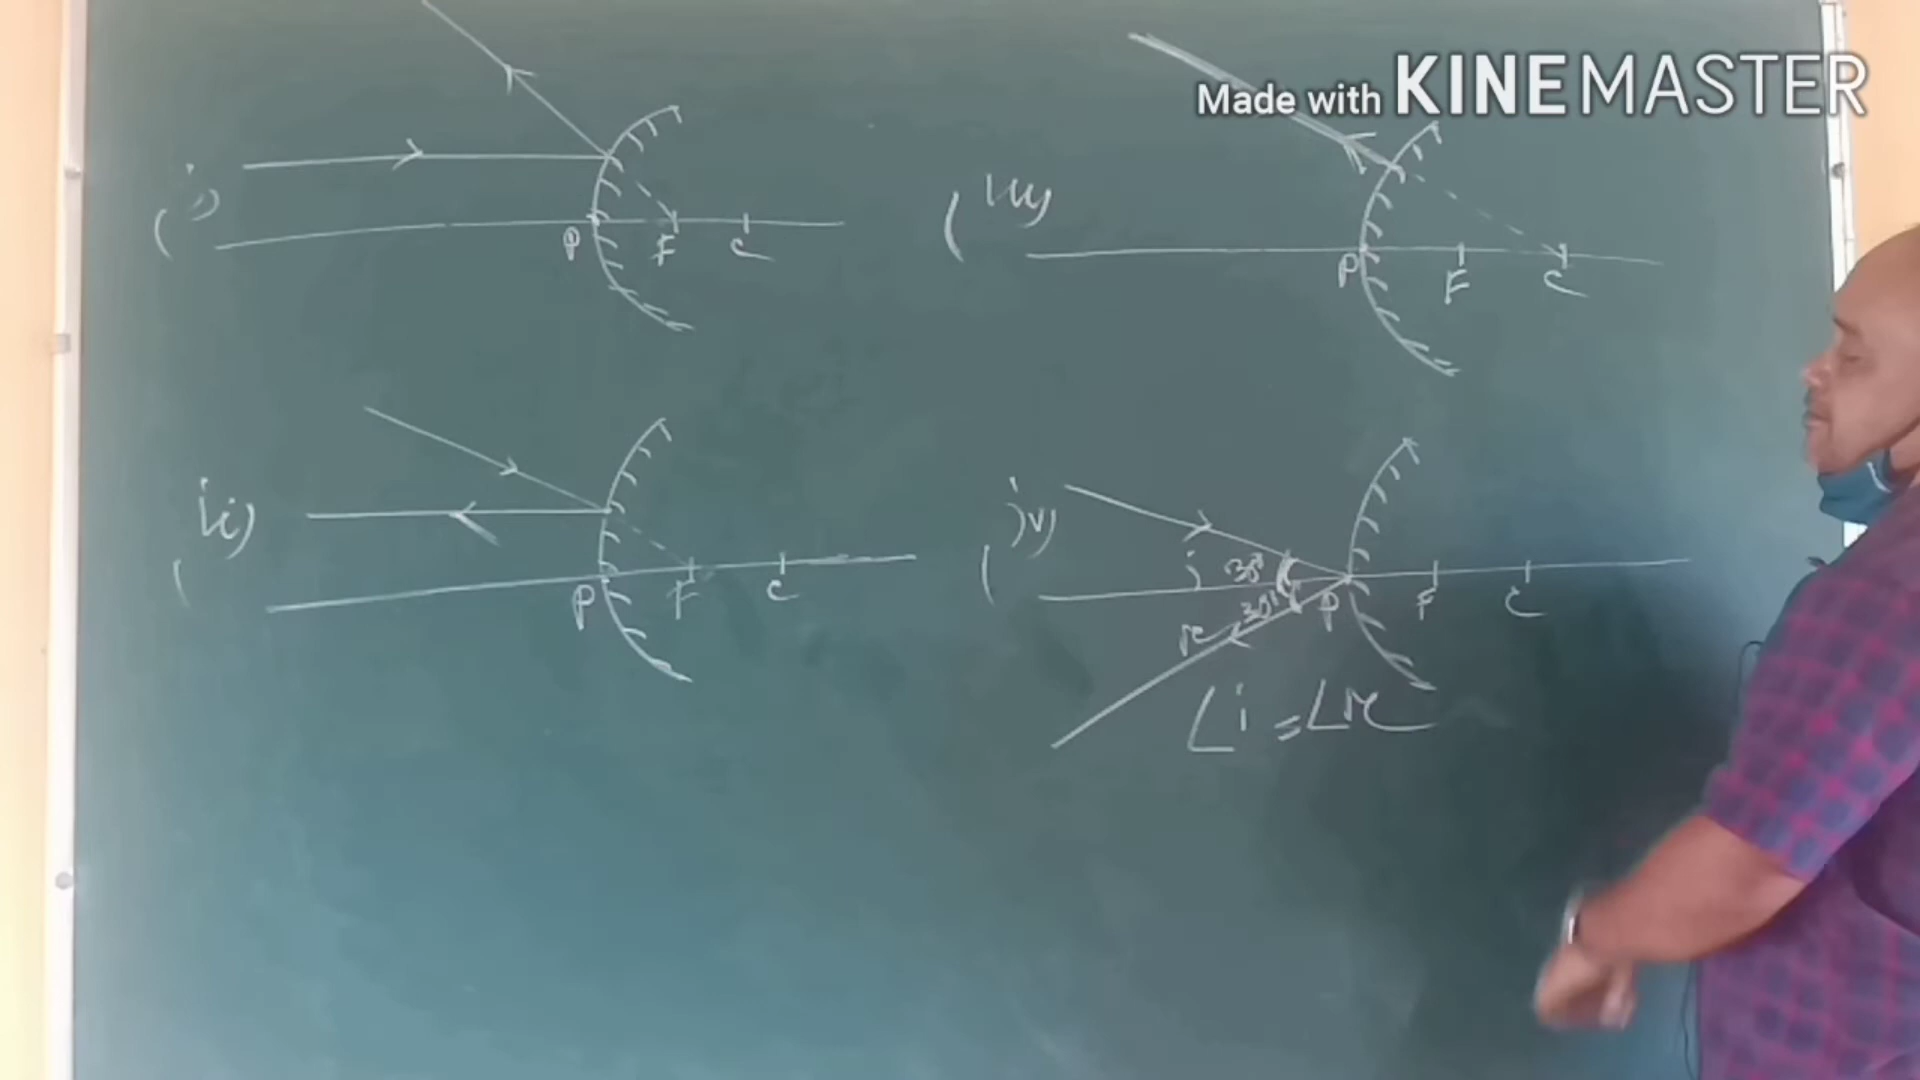 Made with KINEMASTER
(i)
P F C
(iii)
P F C
(ii)
P F C
(iv)
i 30°
r 30°
P F C
∠i = ∠r